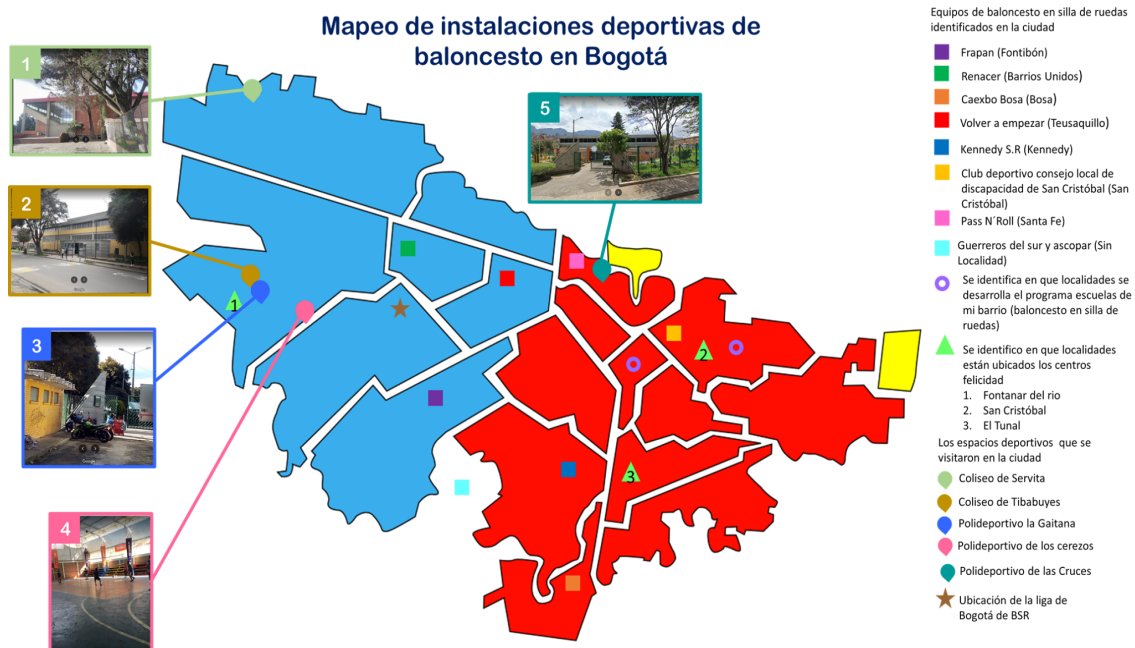 Mapeo de instalaciones deportivas de
baloncesto en Bogotá
1
2
3
4
5
1
2
3
Equipos de baloncesto en silla de ruedas
identificados en la ciudad
Frapan (Fontibón)
Renacer (Barrios Unidos)
Caexbo Bosa (Bosa)
Volver a empezar (Teusaquillo)
Kennedy S.R (Kennedy)
Club deportivo consejo local de
discapacidad de San Cristóbal (San
Cristóbal)
Pass N´Roll (Santa Fe)
Guerreros del sur y ascopar (Sin
Localidad)
Se identifica en que localidades se
desarrolla el programa escuelas de
mi barrio (baloncesto en silla de
ruedas)
Se identifico en que localidades
están ubicados los centros
felicidad
1. Fontanar del rio
2. San Cristóbal
3. El Tunal
Los espacios deportivos que se
visitaron en la ciudad
Coliseo de Servita
Coliseo de Tibabuyes
Polideportivo la Gaitana
Polideportivo de los cerezos
Polideportivo de las Cruces
Ubicación de la liga de
Bogotá de BSR